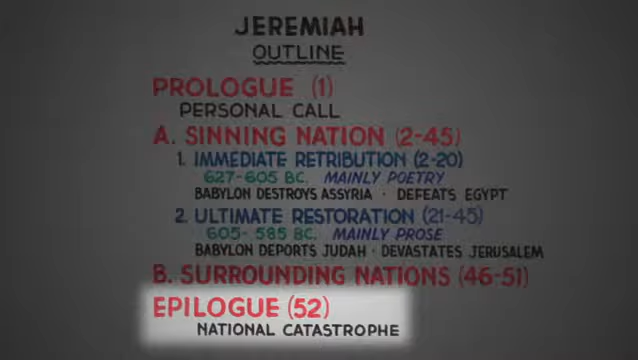 JEREMIAH
OUTLINE
PROLOGUE (1)
PERSONAL CALL
A. SINNING NATION (2-45)
1. IMMEDIATE RETRIBUTION (2-20)
627-605 BC. MAINLY POETRY
BABYLON DESTROYS ASSYRIA · DEFEATS EGYPT
2. ULTIMATE RESTORATION (21-45)
605-585 BC. MAINLY PROSE
BABYLON DEPORTS JUDAH · DEVASTATES JERUSALEM
B. SURROUNDING NATIONS (46-51)
EPILOGUE (52)
NATIONAL CATASTROPHE